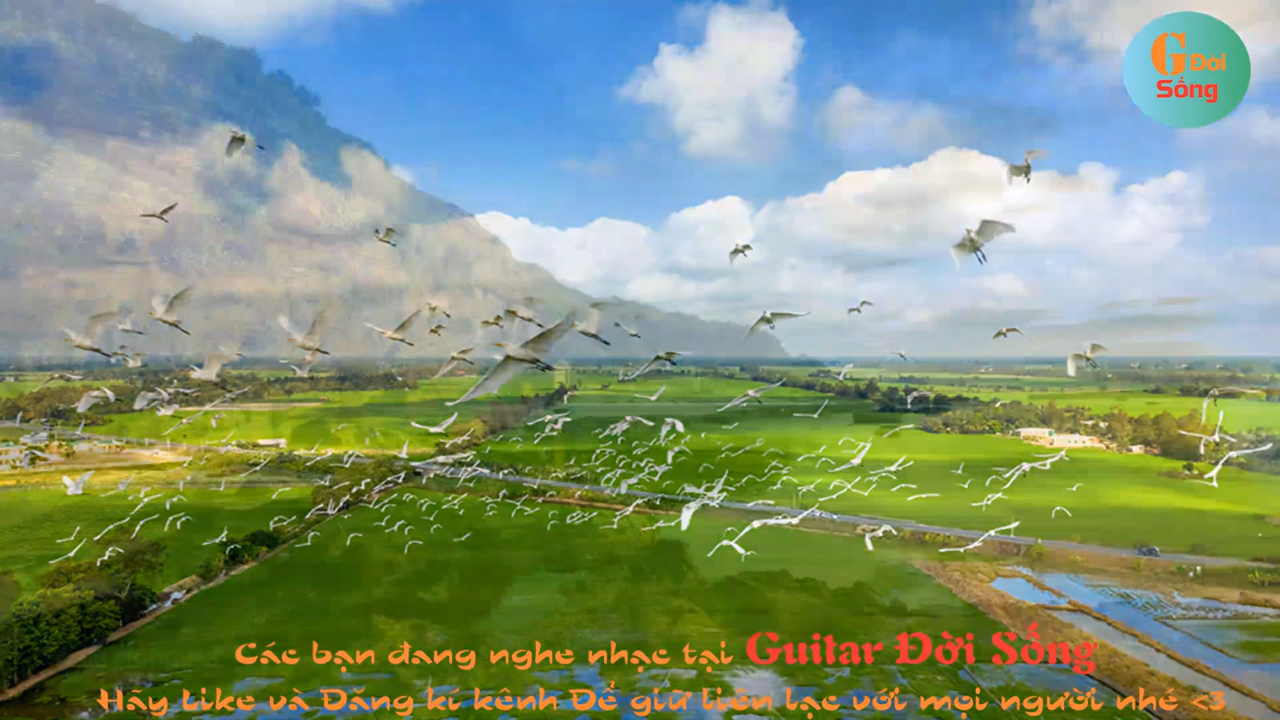 G Đời
Sống
Các bạn đang nghe nhạc tại Guitar Đời Sống
Hãy Like và Đăng kí kênh Để giữ liên lạc với mọi người nhé <3